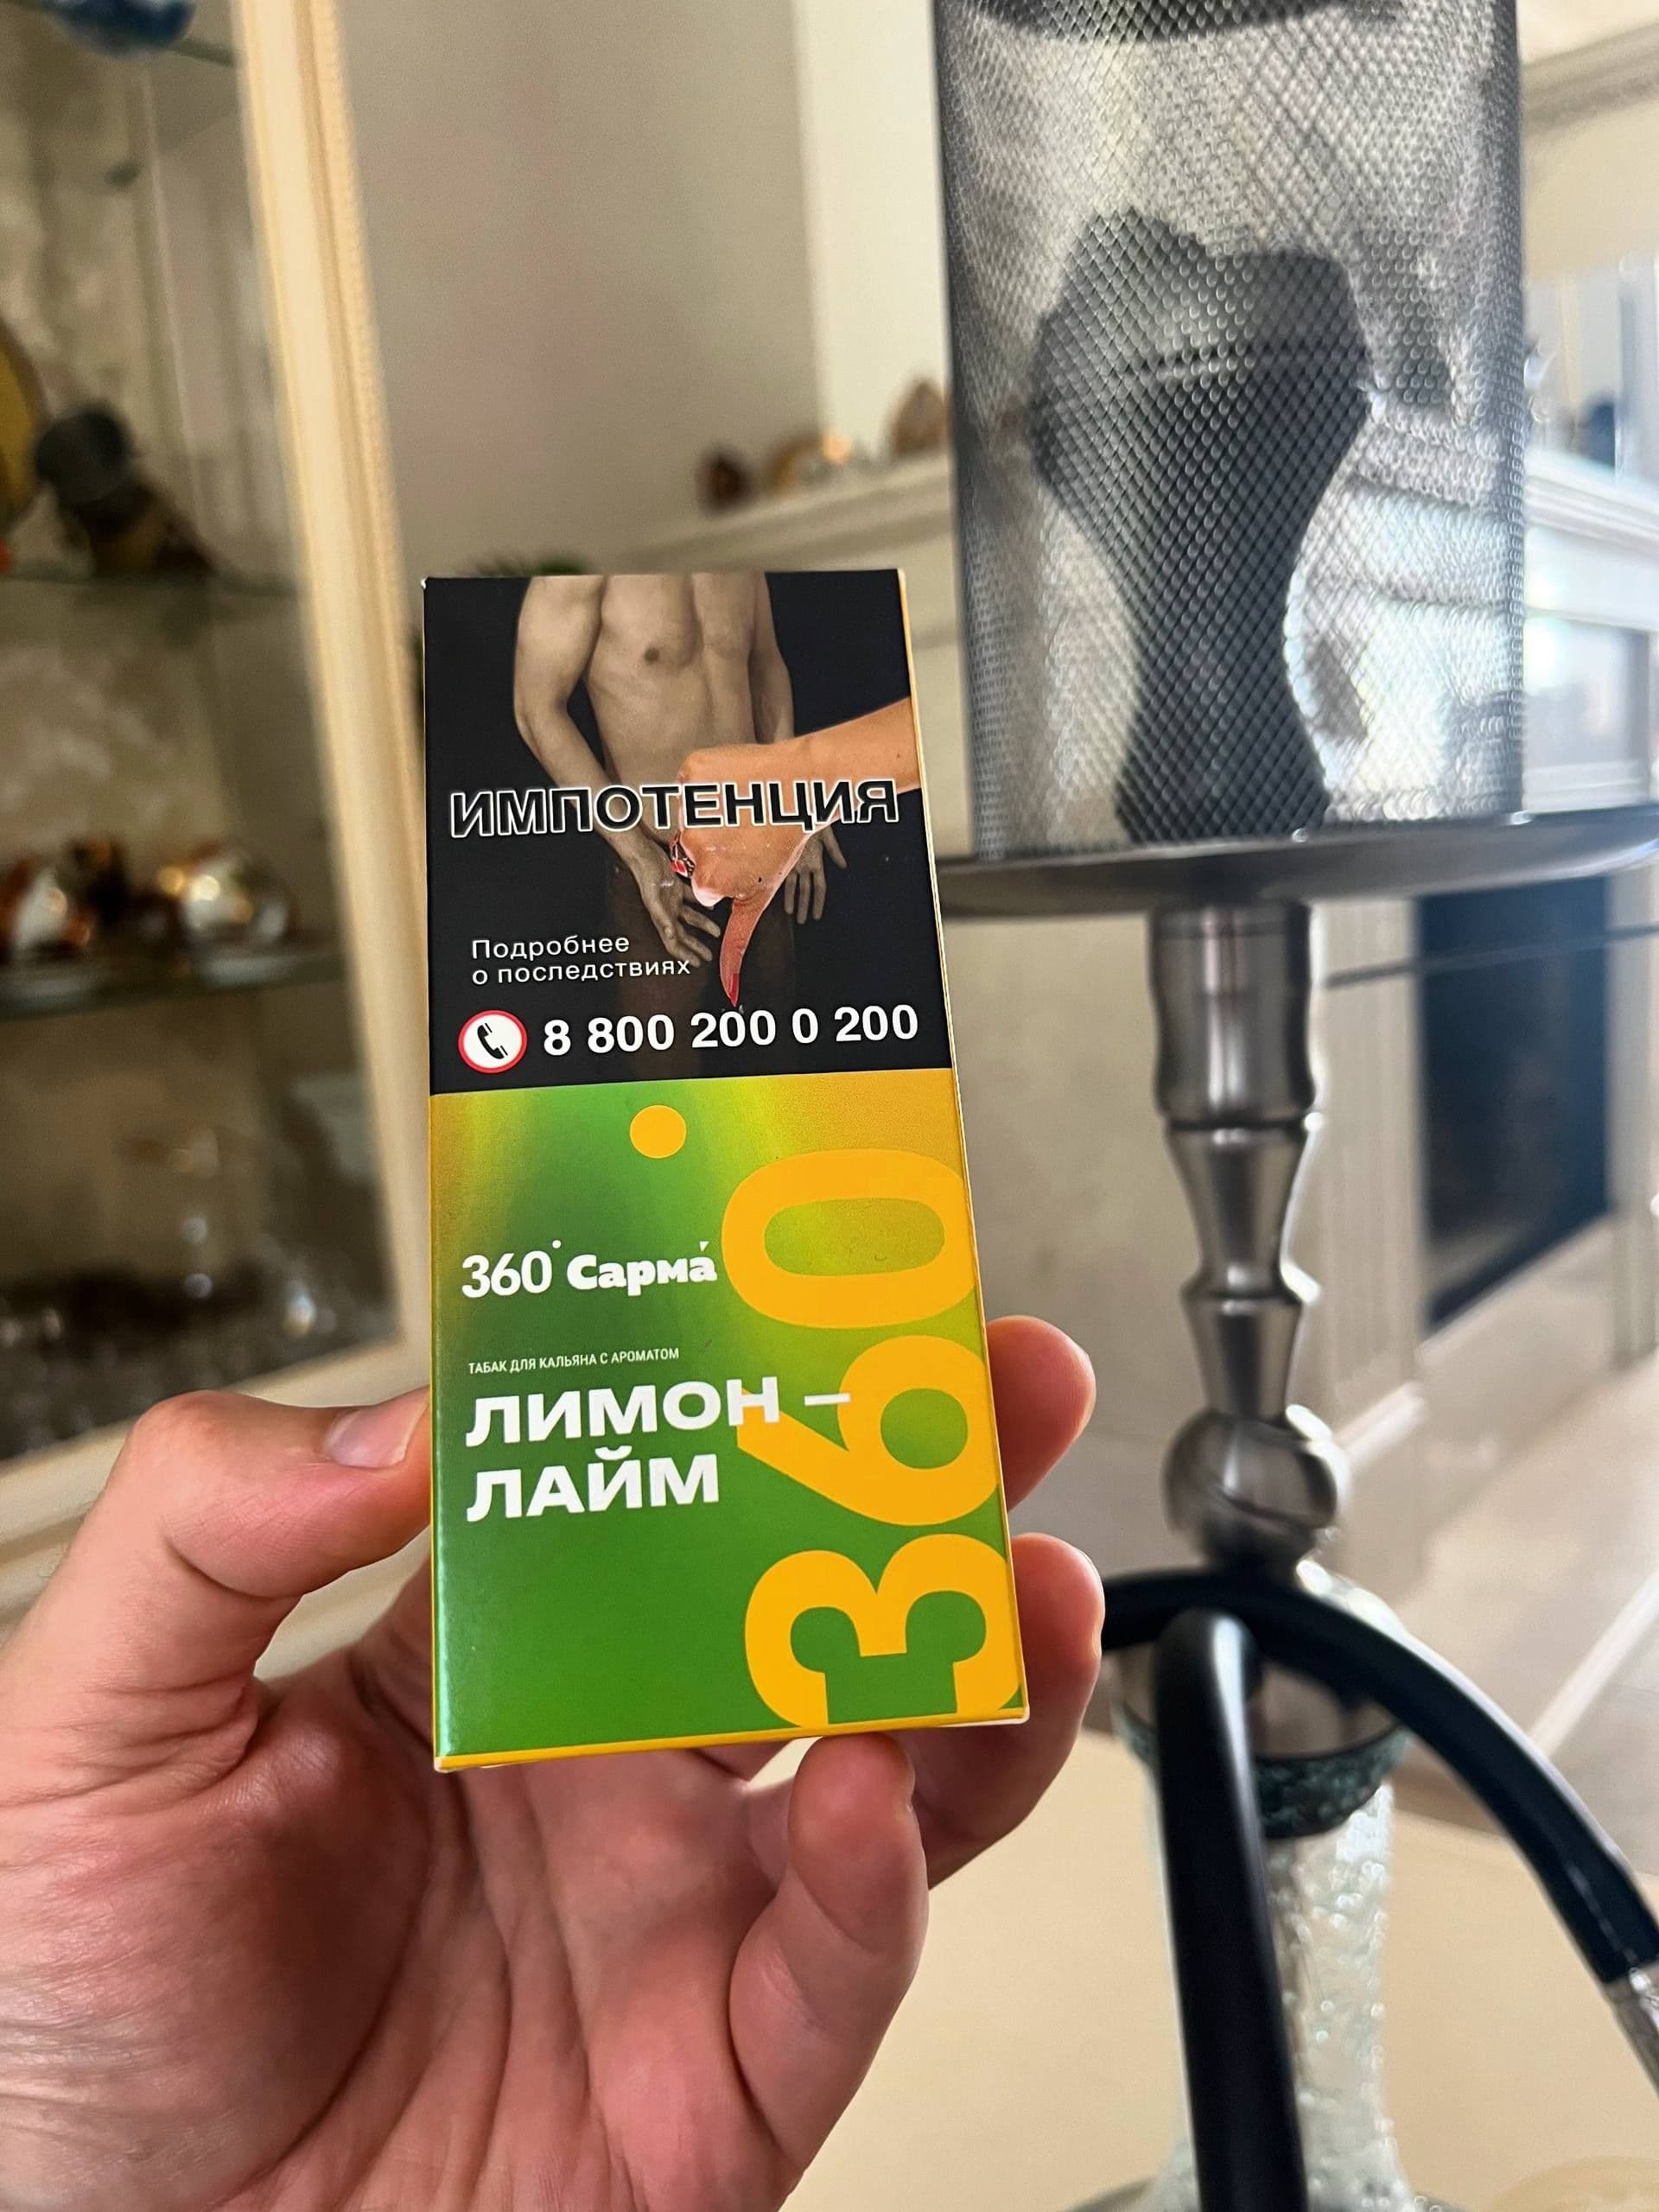 ИМПОТЕНЦИЯ
Подробнее
о последствиях
8 800 200 0 200
360° Сарма́
ТАБАК ДЛЯ КАЛЬЯНА С АРОМАТОМ
ЛИМОН –
ЛАЙМ
360